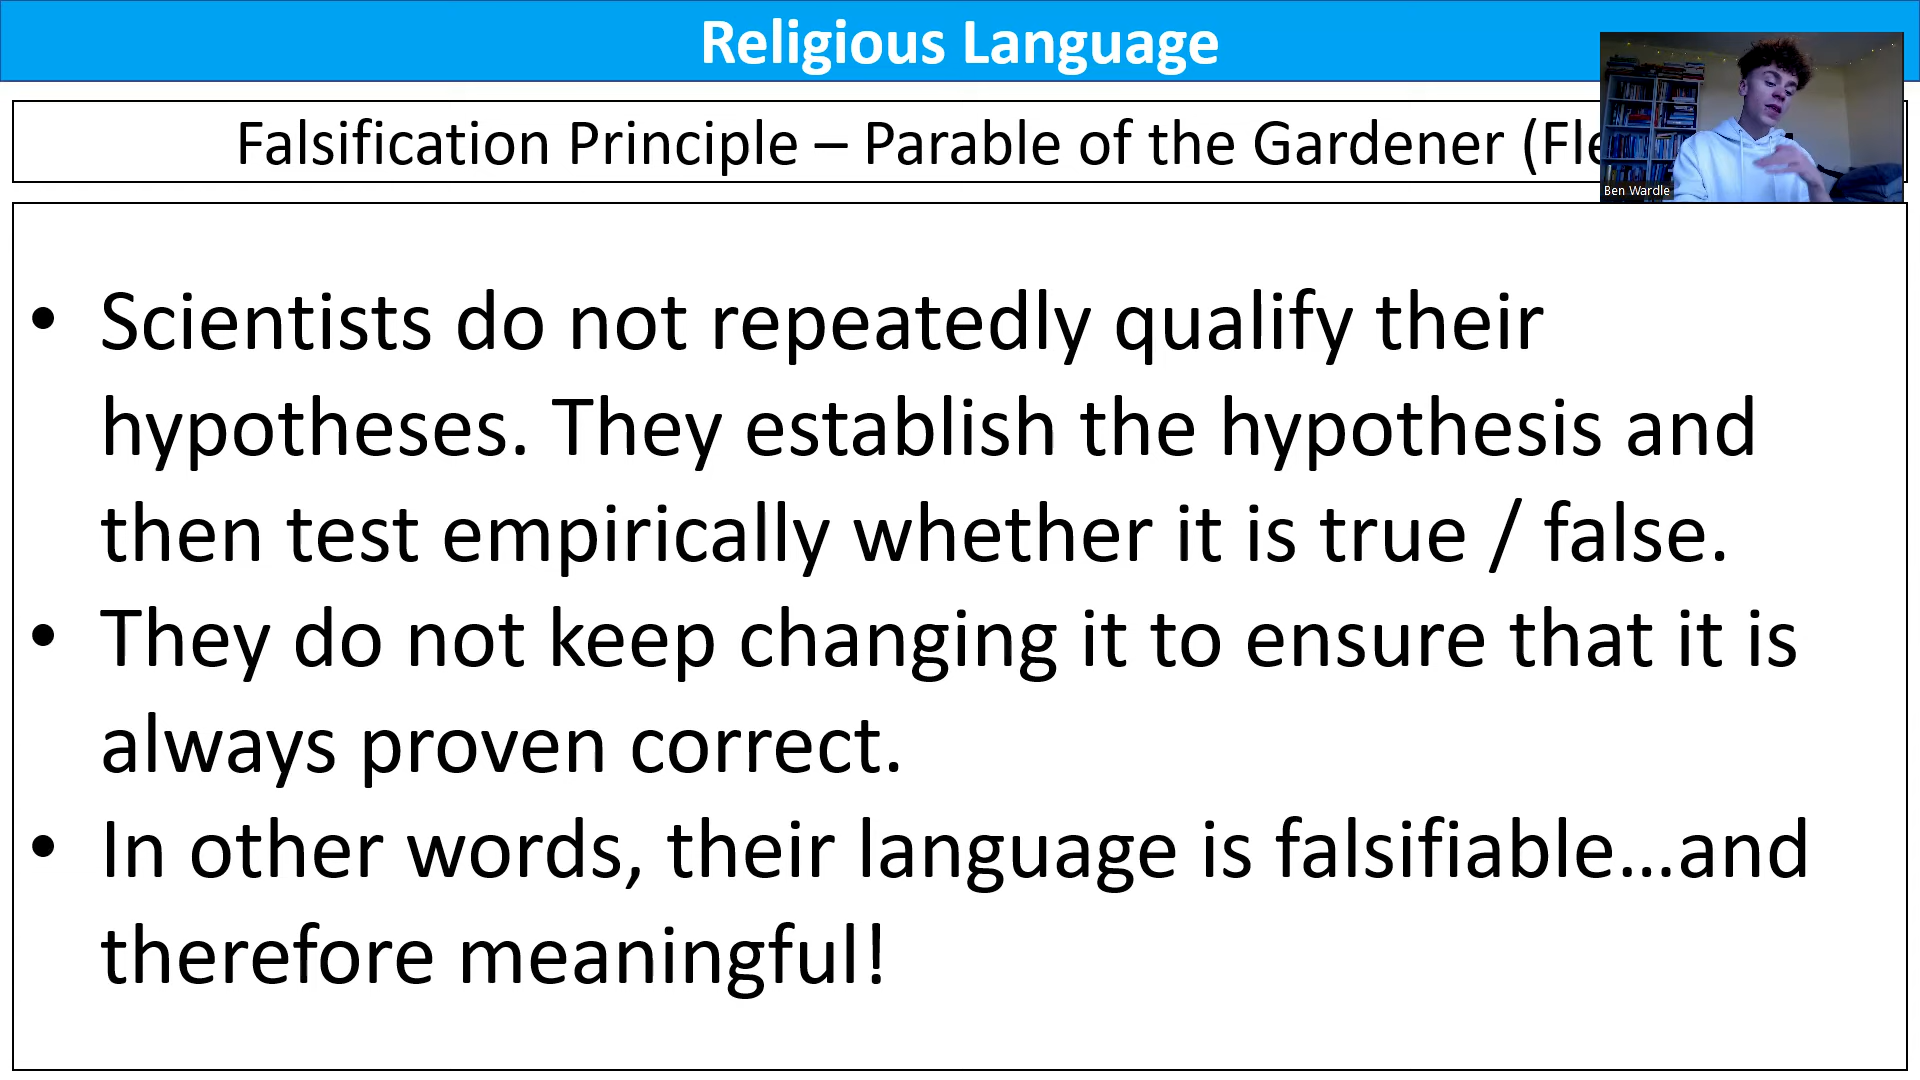 Religious Language
Falsification Principle – Parable of the Gardener (Fle
Ben Wardle
• Scientists do not repeatedly qualify their
hypotheses. They establish the hypothesis and
then test empirically whether it is true / false.
• They do not keep changing it to ensure that it is
always proven correct.
• In other words, their language is falsifiable...and
therefore meaningful!